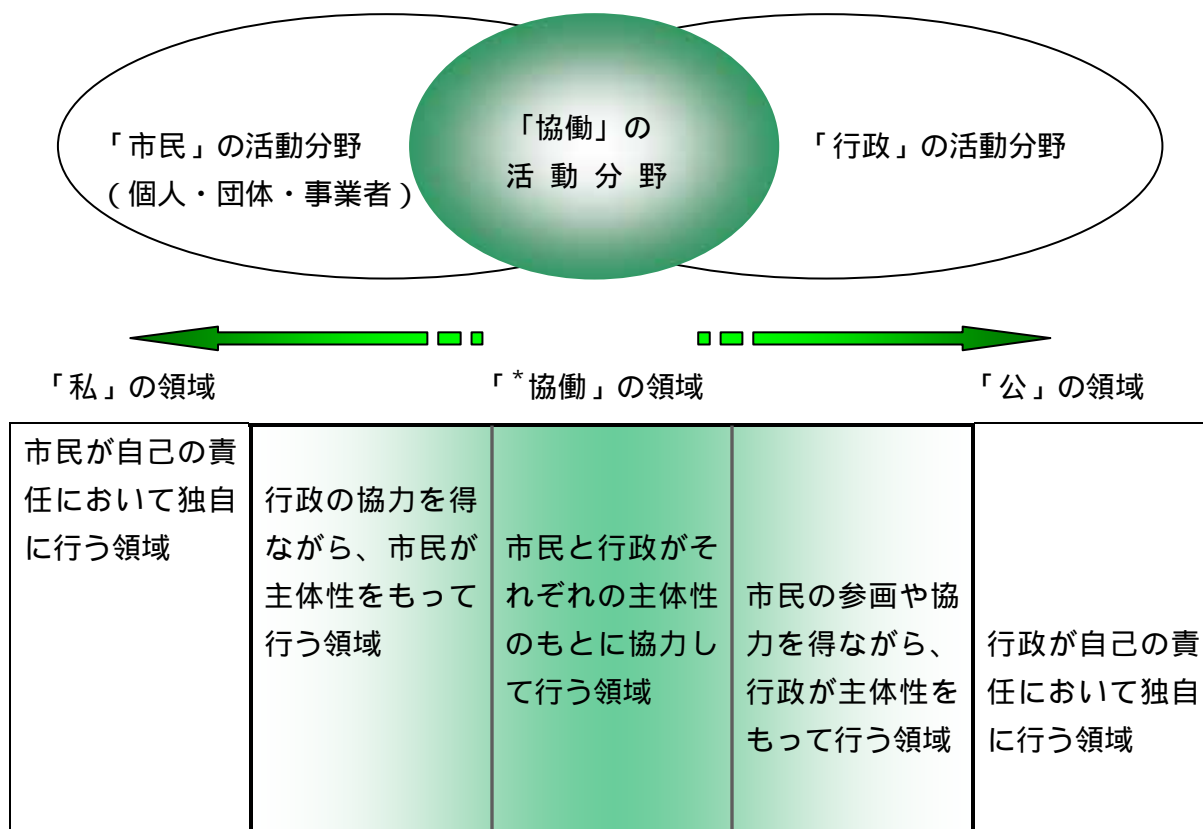 「市民」の活動分野
（個人・団体・事業者）
「協働」の
活動分野
「行政」の活動分野
「私」の領域
「*協働」の領域
「公」の領域
市民が自己の責
任において独自
に行う領域
行政の協力を得
ながら、市民が
主体性をもって
行う領域
市民と行政がそ
れぞれの主体性
のもとに協力し
て行う領域
市民の参画や協
力を得ながら、
行政が主体性を
もって行う領域
行政が自己の責
任において独自
に行う領域